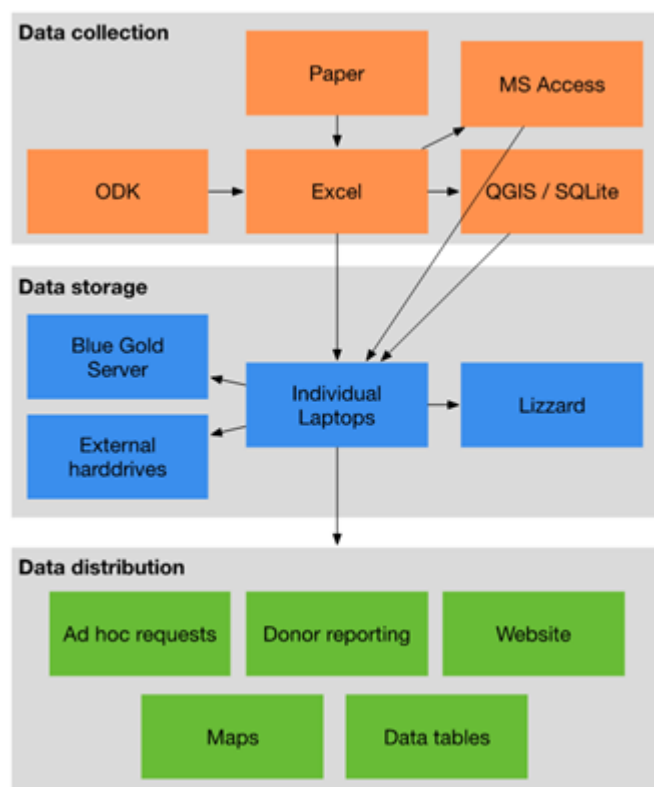 Data collection
Paper
MS Access
ODK
Excel
QGIS / SQLite
Data storage
Blue Gold
Server
Individual
Laptops
Lizzard
External
harddrives
Data distribution
Ad hoc requests
Donor reporting
Website
Maps
Data tables